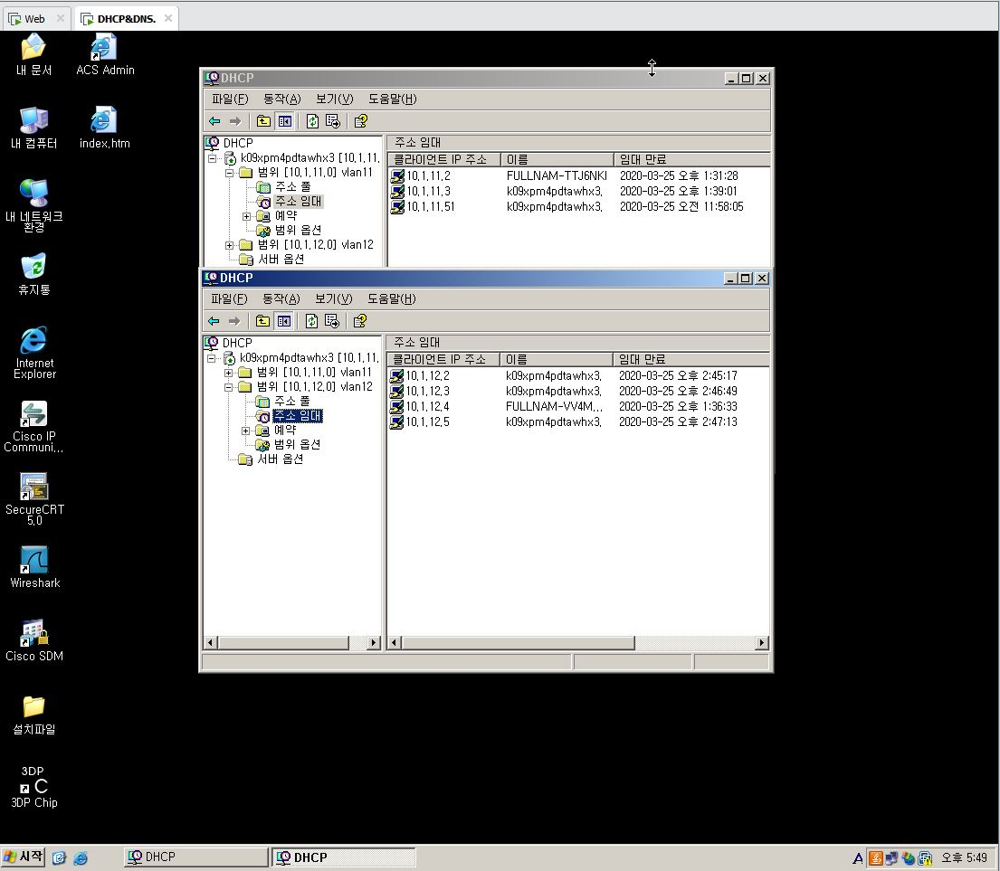 Web
DHCP&DNS.
내 문서
ACS Admin
내 컴퓨터
index.htm
내 네트워크
환경
휴지통
Internet
Explorer
Cisco IP
Communi...
SecureCRT
5.0
Wireshark
Cisco SDM
설치파일
3DP
C
3DP Chip
DHCP
파일(F) 동작(A) 보기(V) 도움말(H)
DHCP
k09xpm4pdtawhx3 [10.1.11.
범위 [10.1.11.0] vlan11
주소 풀
주소 임대
예약
범위 옵션
범위 [10.1.12.0] vlan12
서버 옵션
주소 임대
클라이언트 IP 주소 이름 임대 만료
10.1.11.2 FULLNAM-TTJ6NKI 2020-03-25 오후 1:31:28
10.1.11.3 k09xpm4pdtawhx3. 2020-03-25 오후 1:39:01
10.1.11.51 k09xpm4pdtawhx3. 2020-03-25 오전 11:58:05
DHCP
파일(F) 동작(A) 보기(V) 도움말(H)
DHCP
k09xpm4pdtawhx3 [10.1.11.
범위 [10.1.11.0] vlan11
범위 [10.1.12.0] vlan12
주소 풀
주소 임대
예약
범위 옵션
서버 옵션
주소 임대
클라이언트 IP 주소 이름 임대 만료
10.1.12.2 k09xpm4pdtawhx3. 2020-03-25 오후 2:45:17
10.1.12.3 k09xpm4pdtawhx3. 2020-03-25 오후 2:46:49
10.1.12.4 FULLNAM-VV4M... 2020-03-25 오후 1:36:33
10.1.12.5 k09xpm4pdtawhx3. 2020-03-25 오후 2:47:13
시작
DHCP
DHCP
A
오후 5:49